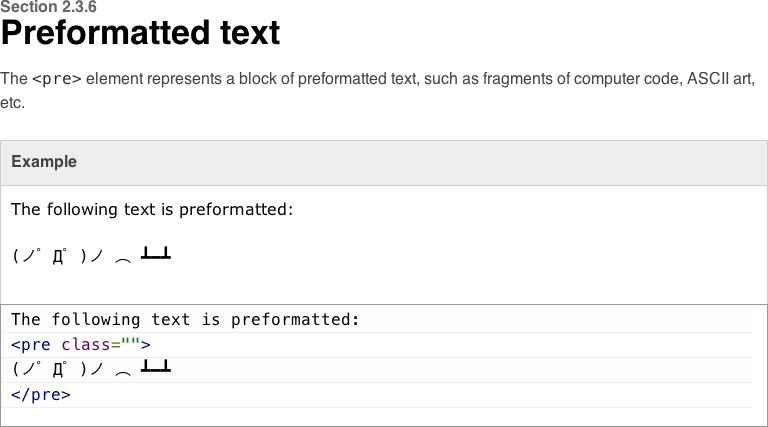 Section 2.3.6
Preformatted text
The <pre> element represents a block of preformatted text, such as fragments of computer code, ASCII art,
etc.
Example
The following text is preformatted:
(ノﾟДﾟ)ノ ︵ ┻━┻
The following text is preformatted:
<pre class="">
(ノﾟДﾟ)ノ ︵ ┻━┻
</pre>